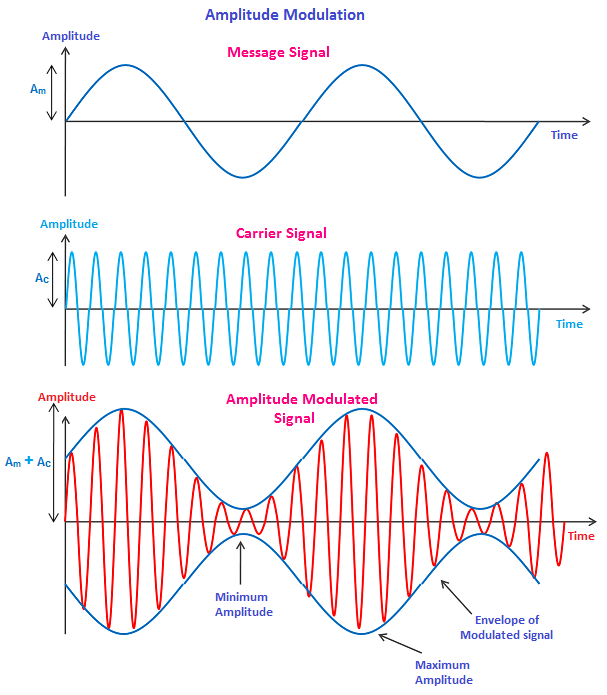 Amplitude Modulation
Amplitude
Message Signal
Am
Time
Amplitude
Carrier Signal
Ac
Time
Amplitude
Amplitude Modulated
Signal
Am + Ac
Time
Minimum
Amplitude
Envelope of
Modulated signal
Maximum
Amplitude